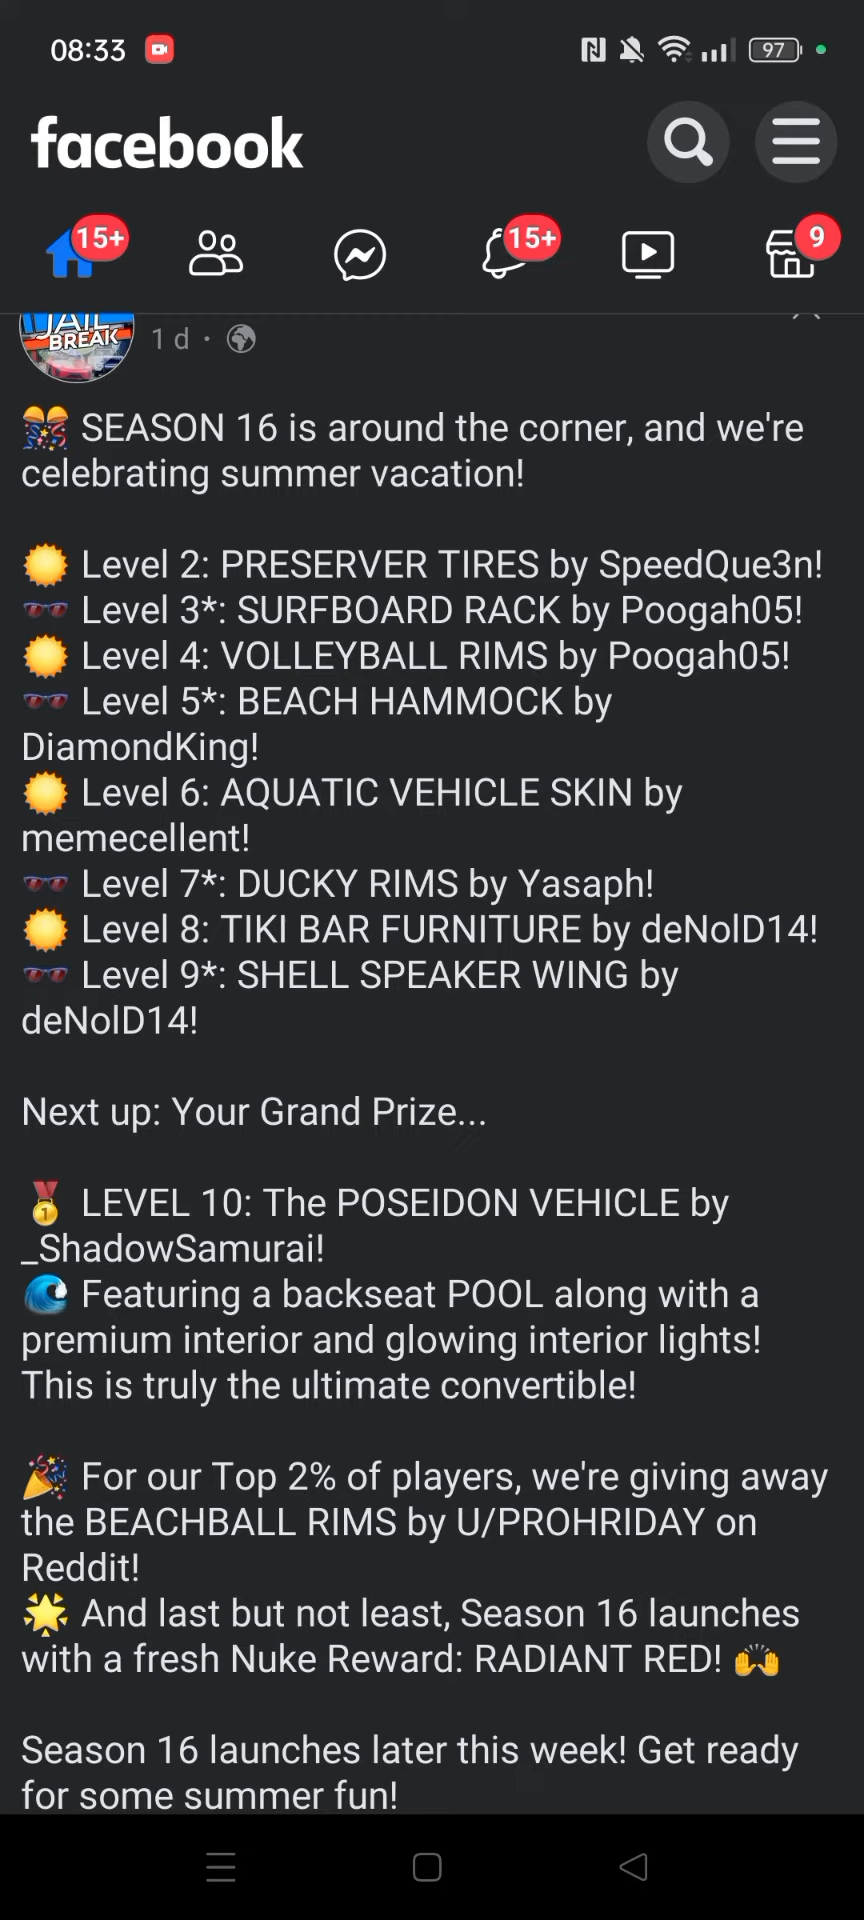 08:33
97
facebook
15+
15+
9
JAIL
BREAK
1 d ·
🎊 SEASON 16 is around the corner, and we're
celebrating summer vacation!
☀️ Level 2: PRESERVER TIRES by SpeedQue3n!
🕶️ Level 3*: SURFBOARD RACK by Poogah05!
☀️ Level 4: VOLLEYBALL RIMS by Poogah05!
🕶️ Level 5*: BEACH HAMMOCK by
DiamondKing!
☀️ Level 6: AQUATIC VEHICLE SKIN by
memecellent!
🕶️ Level 7*: DUCKY RIMS by Yasaph!
☀️ Level 8: TIKI BAR FURNITURE by deNolD14!
🕶️ Level 9*: SHELL SPEAKER WING by
deNolD14!
Next up: Your Grand Prize...
🏅 LEVEL 10: The POSEIDON VEHICLE by
_ShadowSamurai!
🌊 Featuring a backseat POOL along with a
premium interior and glowing interior lights!
This is truly the ultimate convertible!
🎉 For our Top 2% of players, we're giving away
the BEACHBALL RIMS by U/PROHRIDAY on
Reddit!
🌟 And last but not least, Season 16 launches
with a fresh Nuke Reward: RADIANT RED! 🙌
Season 16 launches later this week! Get ready
for some summer fun!